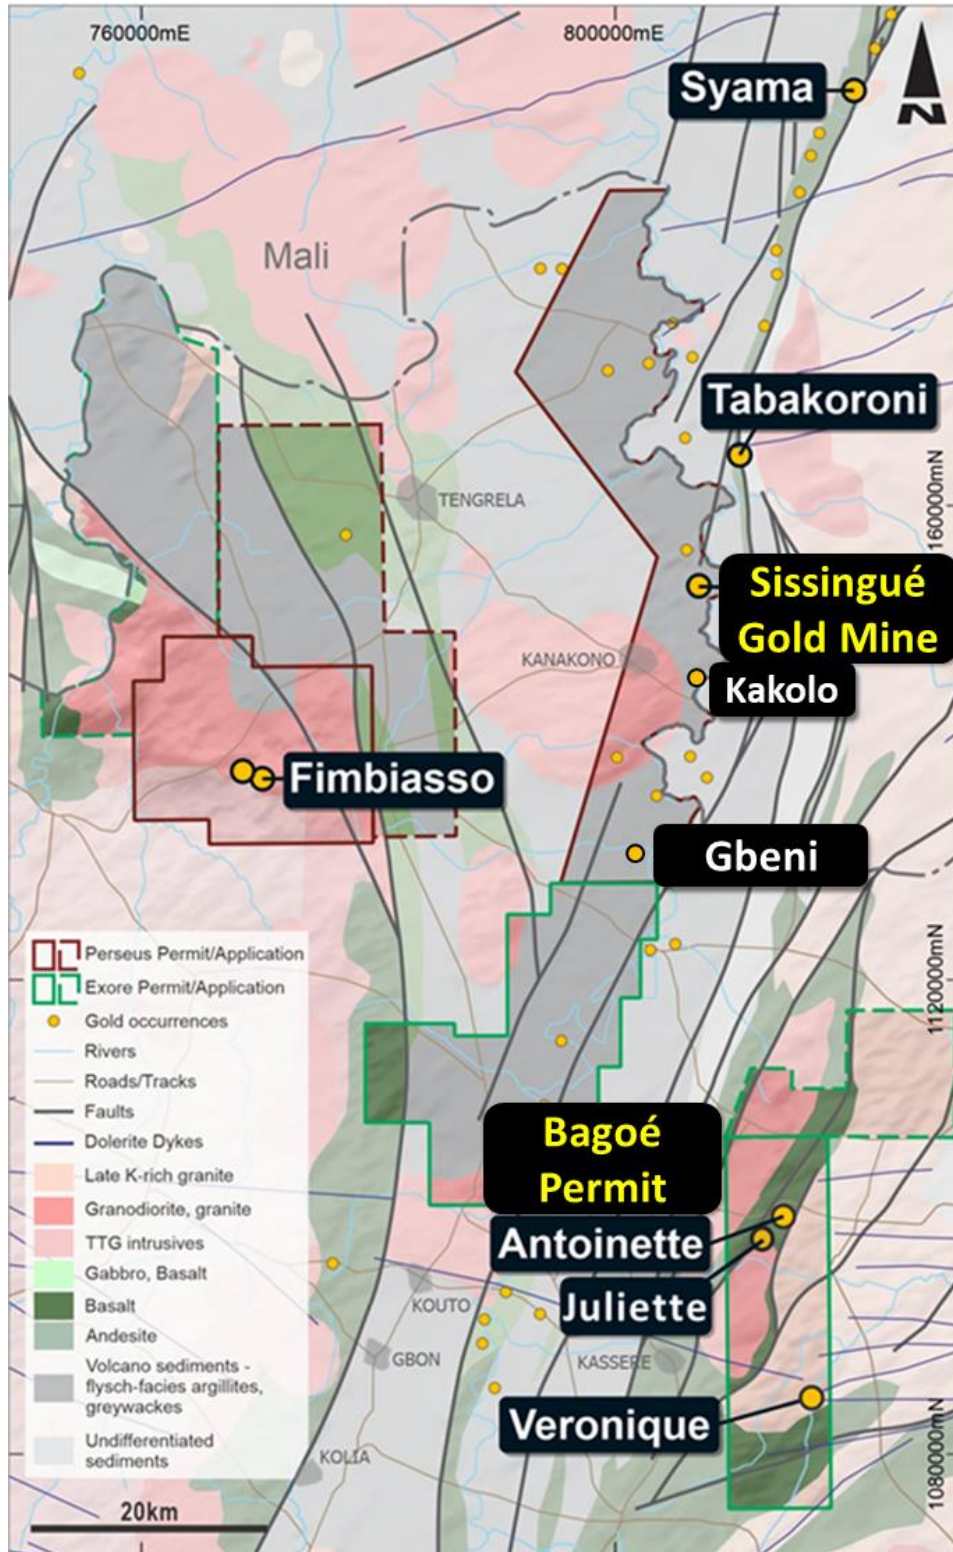 760000mE
800000mE
N
Syama
Mali
Tabakoroni
TENGRELA
160000mN
Sissingué
Gold Mine
KANAKONO
Kakolo
Fimbiasso
Gbeni
Perseus Permit/Application
Exore Permit/Application
Gold occurrences
Rivers
Roads/Tracks
Faults
Dolerite Dykes
Late K-rich granite
Granodiorite, granite
TTG intrusives
Gabbro, Basalt
Basalt
Andesite
Volcano sediments -
flysch-facies argillites,
greywackes
Undifferentiated
sediments
20km
1120000mN
Bagoé
Permit
Antoinette
Juliette
KOUTO
GBON
KASSERE
Veronique
KOLIA
1080000mN